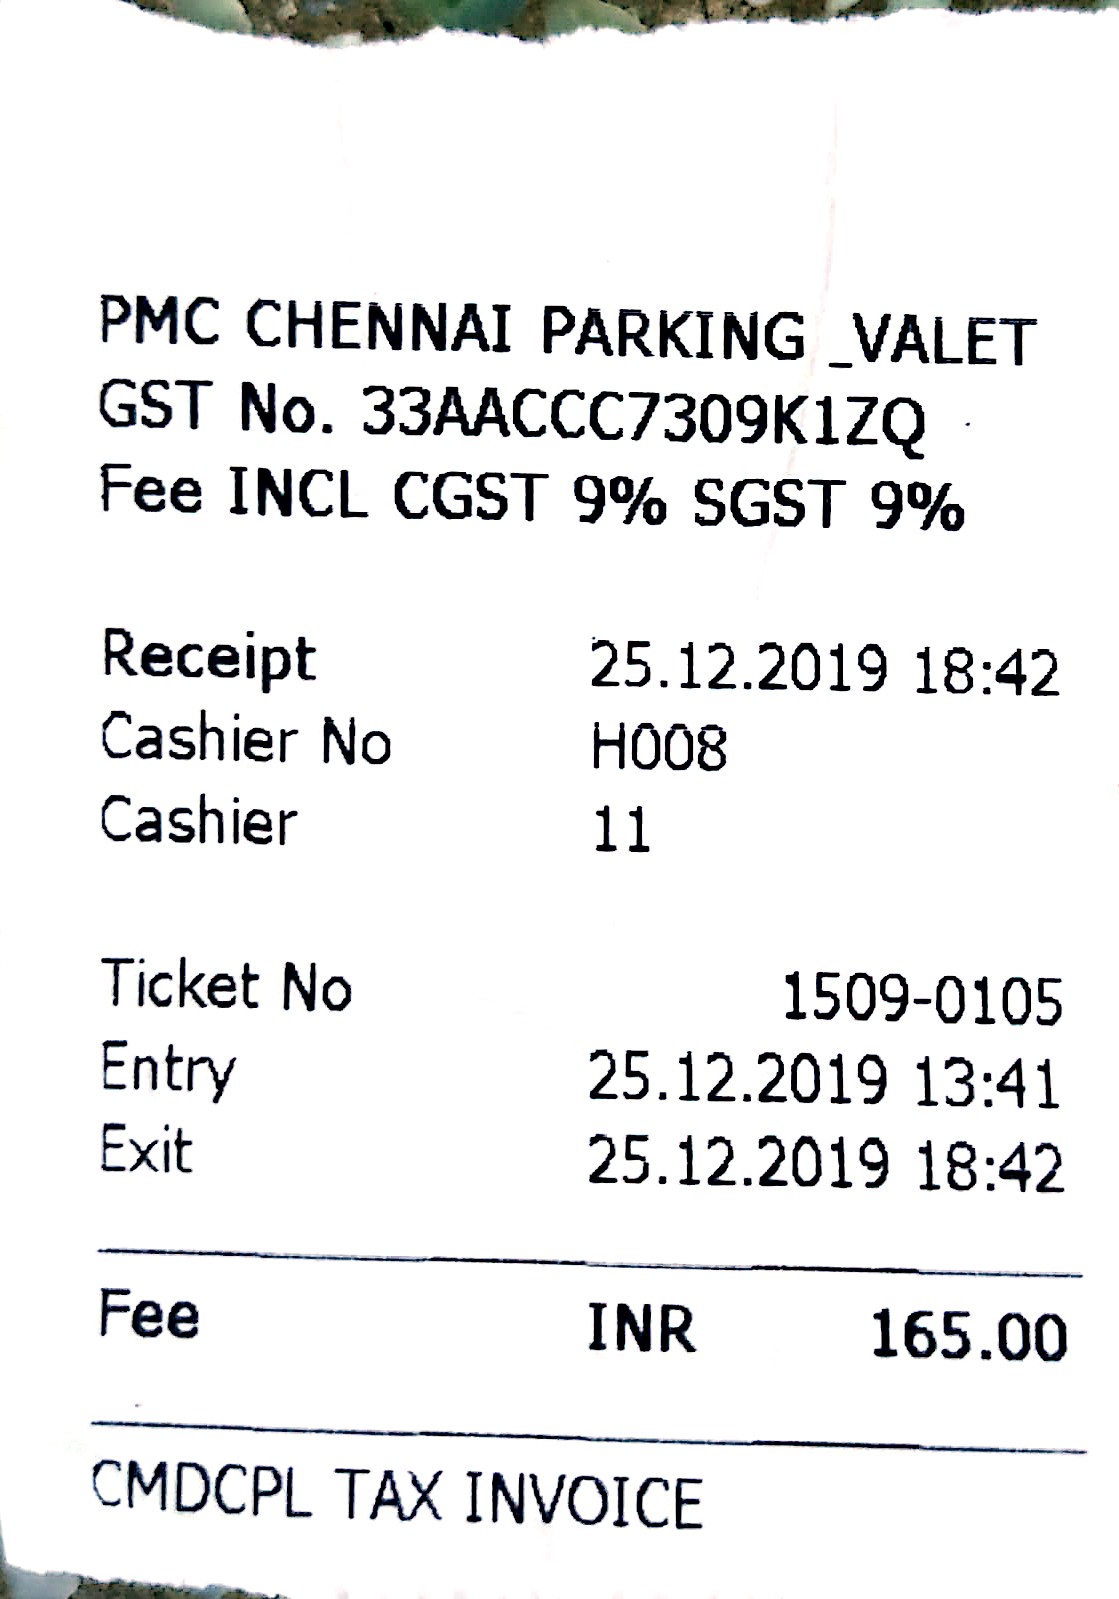 PMC CHENNAI PARKING _VALET
GST No. 33AACCC7309K1ZQ
Fee INCL CGST 9% SGST 9%
Receipt 25.12.2019 18:42
Cashier No H008
Cashier 11
Ticket No 1509-0105
Entry 25.12.2019 13:41
Exit 25.12.2019 18:42
Fee INR 165.00
CMDCPL TAX INVOICE